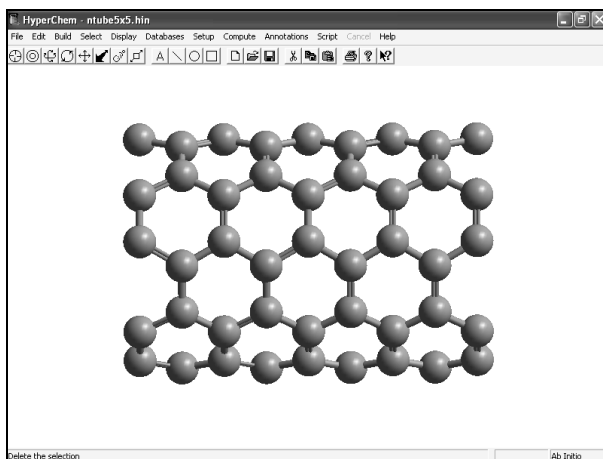 HyperChem - ntube5x5.hin
File Edit Build Select Display Databases Setup Compute Annotations Script Cancel Help
A
Delete the selection
Ab Initio